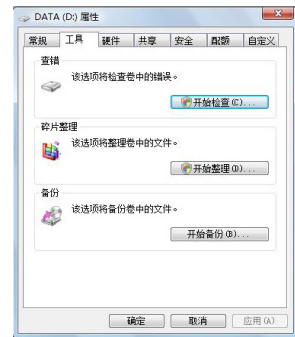 DATA (D:) 属性
常规 工具 硬件 共享 安全 配额 自定义
查错
该选项将检查卷中的错误。
开始检查(C)...
碎片整理
该选项将整理卷中的文件。
开始整理(D)...
备份
该选项将备份卷中的文件。
开始备份(B)...
确定 取消 应用(A)